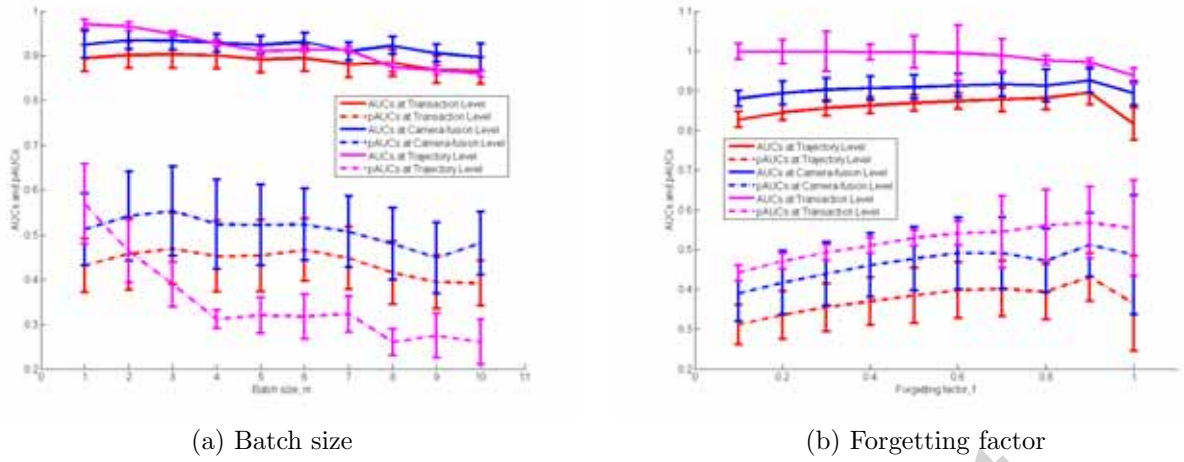 1
0.9
0.8
0.7
0.6
0.5
0.4
0.3
0.2
AUCs and pAUCs
AUCs at Transaction Level
pAUCs at Transaction Level
AUCs at Camera-fusion Level
pAUCs at Camera-fusion Level
AUCs at Trajectory Level
pAUCs at Trajectory Level
0 1 2 3 4 5 6 7 8 9 10 11
Batch size, m
(a) Batch size
1.1
1
0.9
0.8
0.7
0.6
0.5
0.4
0.3
0.2
AUCs and pAUCs
AUCs at Trajectory Level
pAUCs at Trajectory Level
AUCs at Camera-fusion Level
pAUCs at Camera-fusion Level
AUCs at Transaction Level
pAUCs at Transaction Level
0 0.2 0.4 0.6 0.8 1
Forgetting factor, f
(b) Forgetting factor